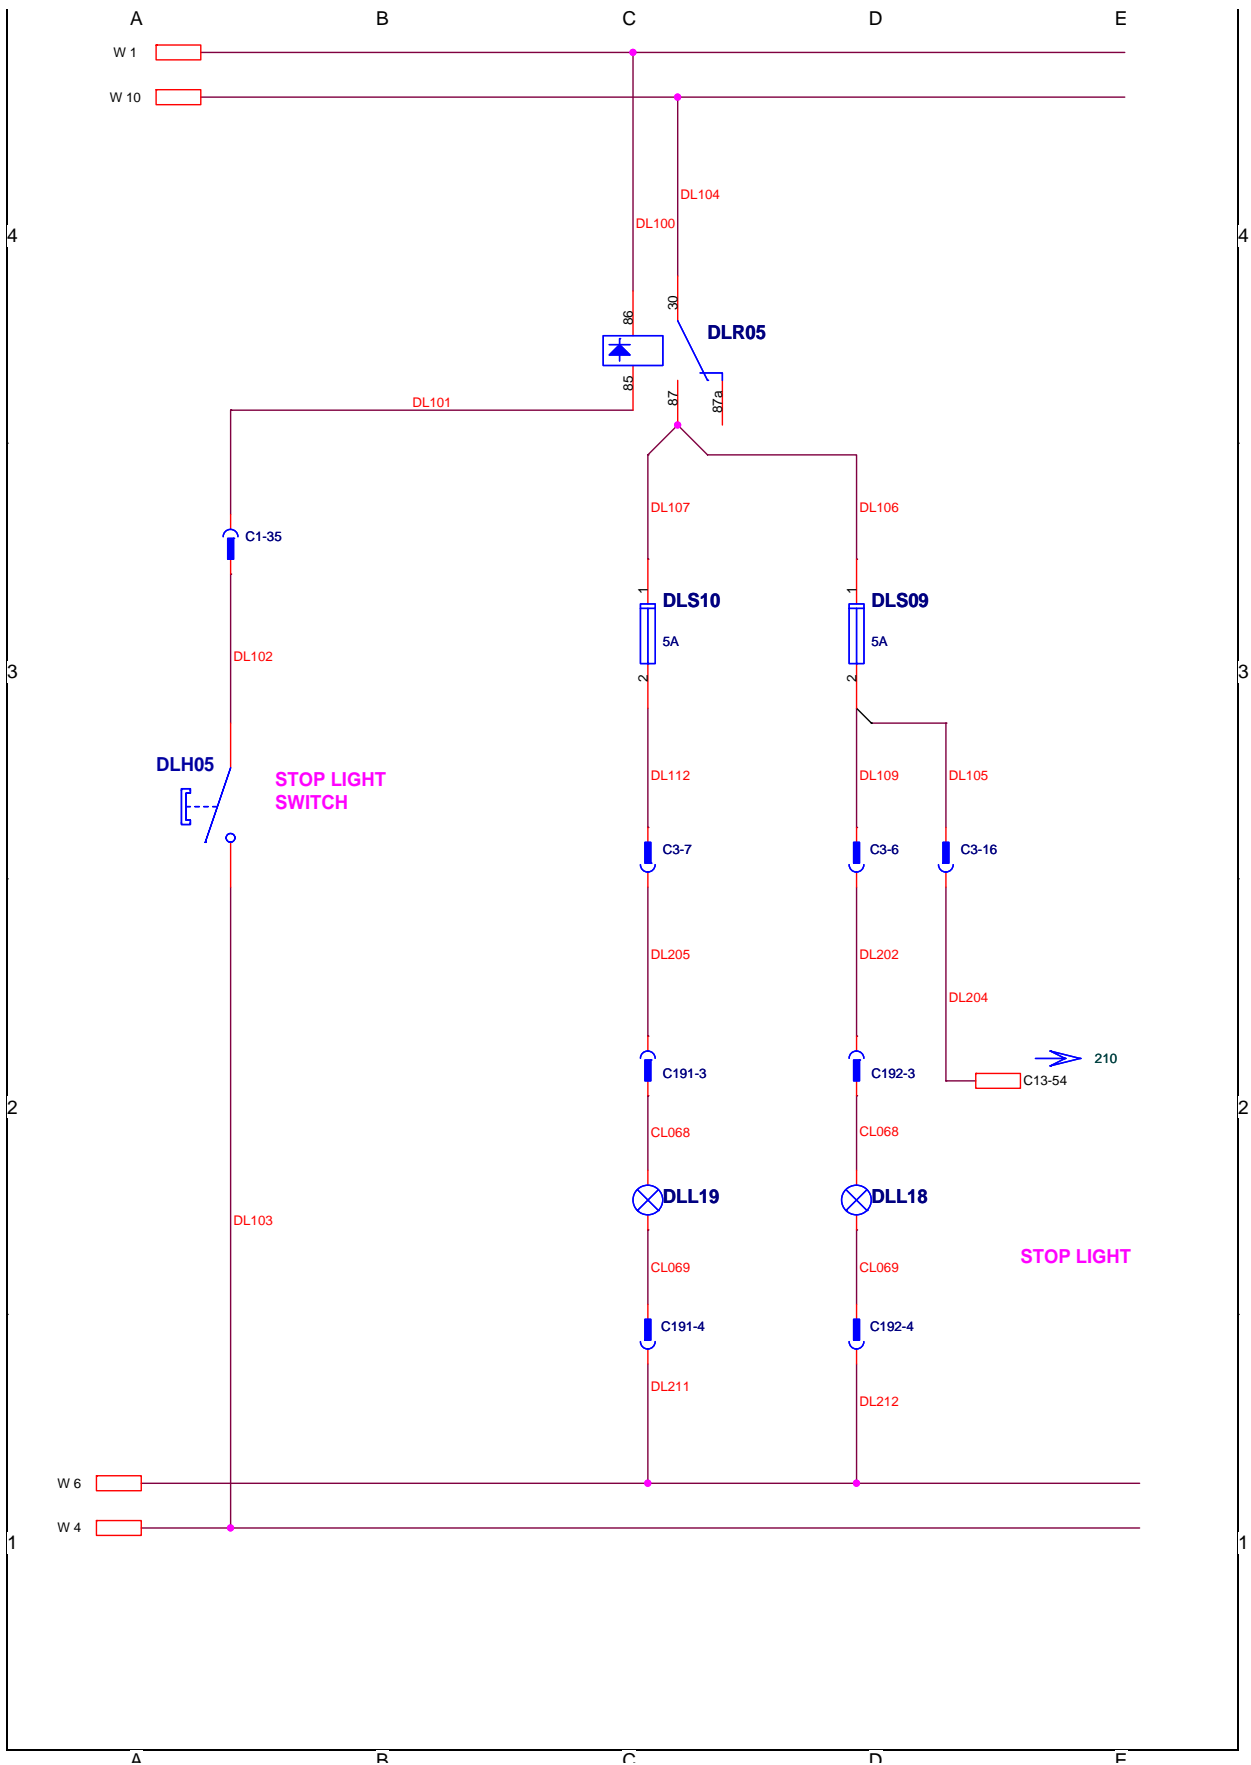 A B C D E
W 1
W 10
DL104
DL100
4 4
30
86
DLR05
85
87
87a
DL101
DL107 DL106
C1-35
1 1
DLS10 DLS09
5A 5A
DL102
3 3
2 2
DLH05
STOP LIGHT
SWITCH
DL112 DL109 DL105
C3-7 C3-6 C3-16
DL205 DL202
DL204
210
C191-3 C192-3 C13-54
2 2
CL068 CL068
DLL19 DLL18
DL103
STOP LIGHT
CL069 CL069
C191-4 C192-4
DL211
DL212
W 6
W 4
1 1
A B C D E